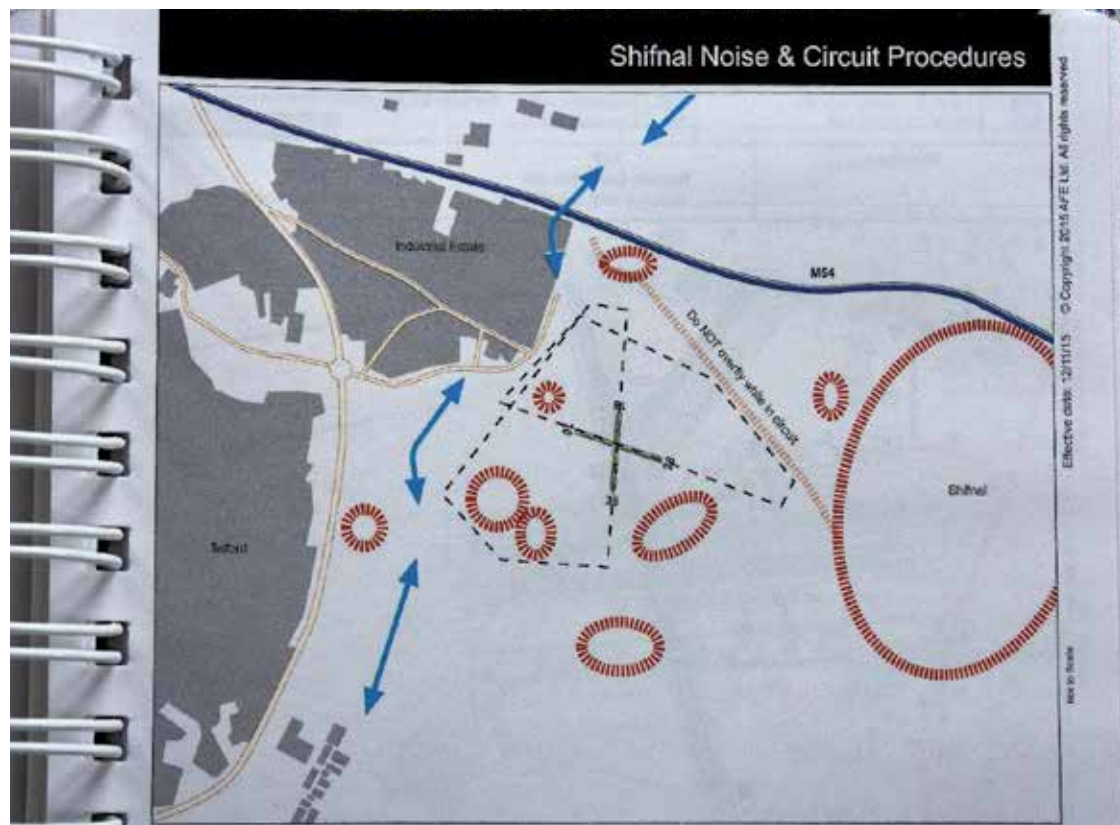 Shifnal Noise & Circuit Procedures
Industrial Estate
M54
Do NOT overfly while in circuit
Shifnal
Telford
Effective date: 12/11/15 © Copyright 2015 AFE Ltd. All rights reserved
Not to Scale